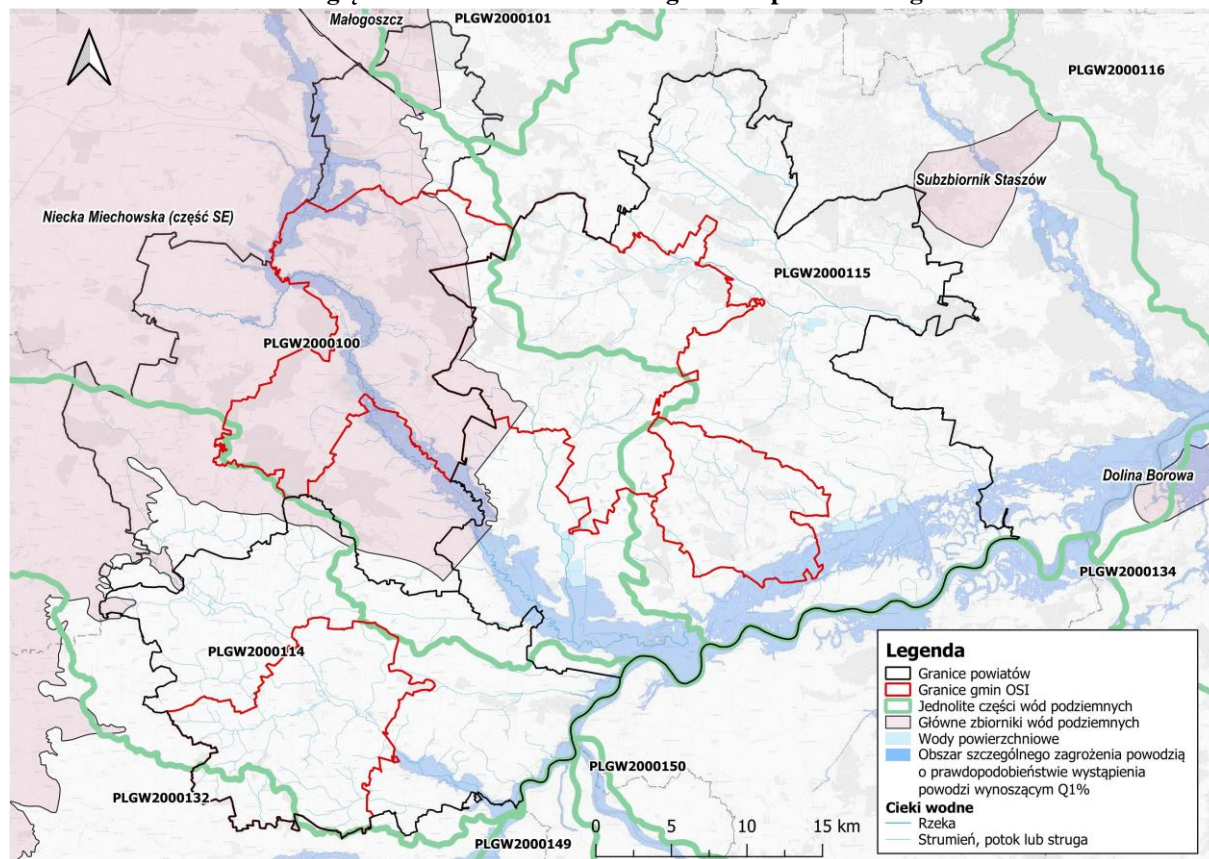 Małogoszcz
PLGW2000101
PLGW2000116
Subzbiornik Staszów
Niecka Miechowska (część SE)
PLGW2000115
PLGW2000100
Dolina Borowa
PLGW2000134
PLGW2000114
PLGW2000132
PLGW2000150
PLGW2000149
0 5 10 15 km
Legenda
Granice powiatów
Granice gmin OSI
Jednolite części wód podziemnych
Główne zbiorniki wód podziemnych
Wody powierzchniowe
Obszar szczególnego zagrożenia powodzią
o prawdopodobieństwie wystąpienia
powodzi wynoszącym Q1%
Cieki wodne
Rzeka
Strumień, potok lub struga